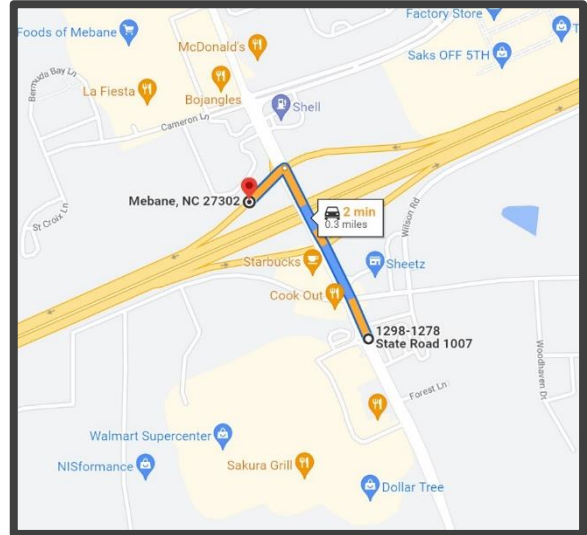 Factory Store
Foods of Mebane
McDonald's
Saks OFF 5TH
T
Bermuda Bay Ln
La Fiesta
Bojangles
Shell
Cameron Ln
Mebane, NC 27302
2 min
0.3 miles
St Croix Ln
Wilson Rd
Starbucks
Sheetz
Cook Out
1298-1278
State Road 1007
Woodhaven Dr
Forest Ln
Walmart Supercenter
NISformance
Sakura Grill
Dollar Tree